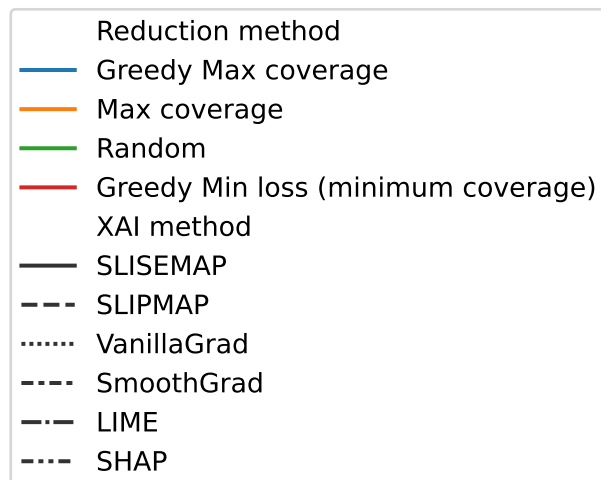 Reduction method
Greedy Max coverage
Max coverage
Random
Greedy Min loss (minimum coverage)
XAI method
SLISEMAP
SLIPMAP
VanillaGrad
SmoothGrad
LIME
SHAP